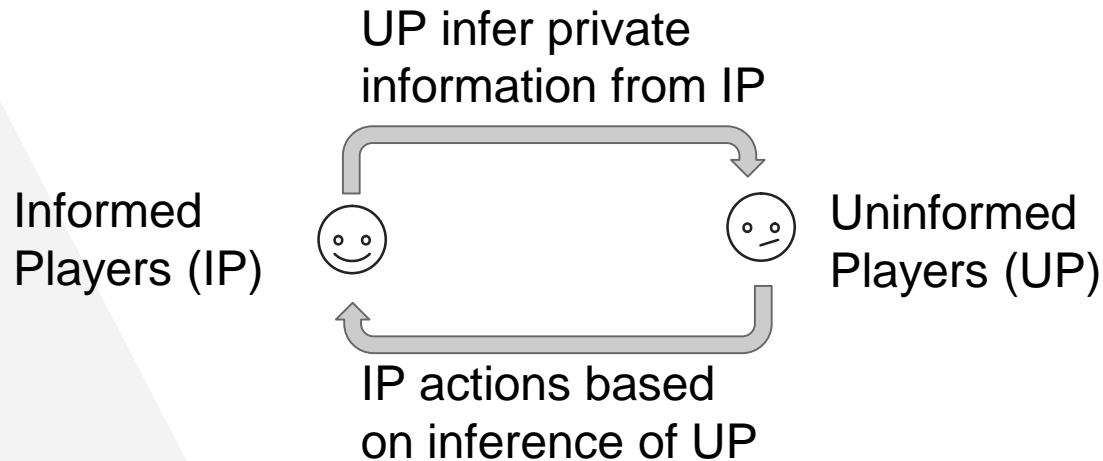 UP infer private
information from IP
Informed
Players (IP)
Uninformed
Players (UP)
IP actions based
on inference of UP